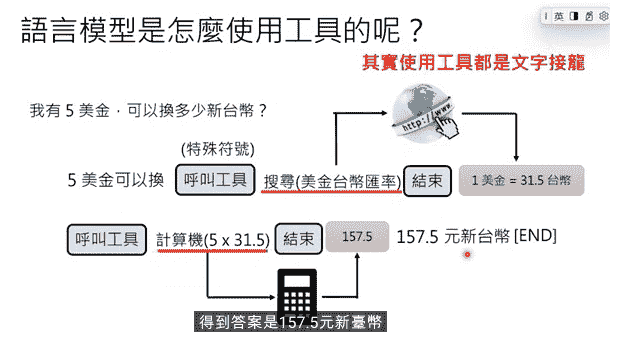 英
語言模型是怎麼使用工具的呢？
其實使用工具都是文字接龍
我有 5 美金，可以換多少新台幣？
http://www
(特殊符號)
5 美金可以換 呼叫工具 搜尋(美金台幣匯率) 結束 1 美金 = 31.5 台幣
呼叫工具 計算機(5 x 31.5) 結束 157.5 157.5 元新台幣 [END]
得到答案是157.5元新臺幣